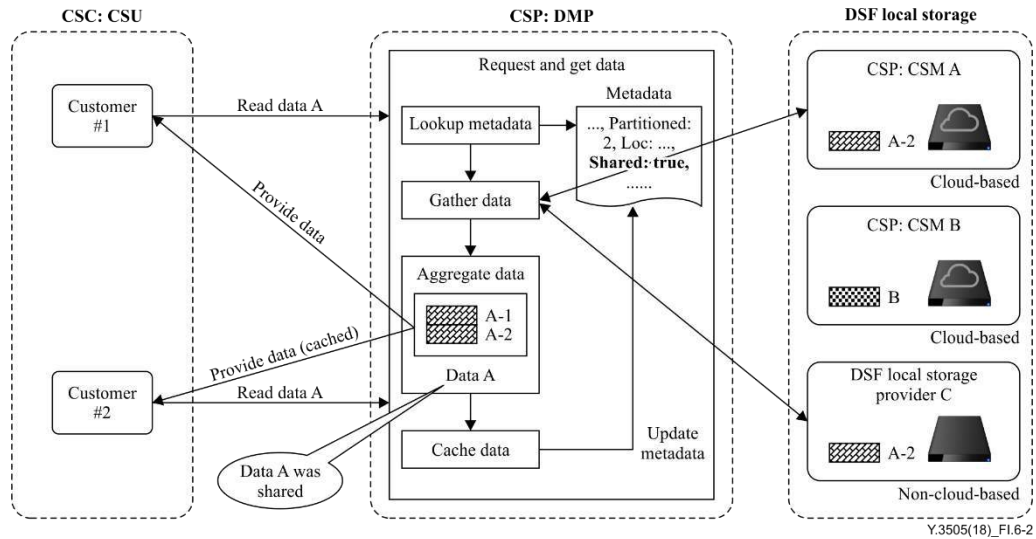 CSC: CSU
CSP: DMP
DSF local storage
Customer
#1
Read data A
Provide data
Provide data (cached)
Customer
#2
Read data A
Request and get data
Lookup metadata
Metadata
..., Partitioned:
2, Loc: ...,
Shared: true,
......
Gather data
Aggregate data
A-1
A-2
Data A
Cache data
Update
metadata
Data A was
shared
CSP: CSM A
A-2
Cloud-based
CSP: CSM B
B
Cloud-based
DSF local storage
provider C
A-2
Non-cloud-based
Y.3505(18)_FI.6-2